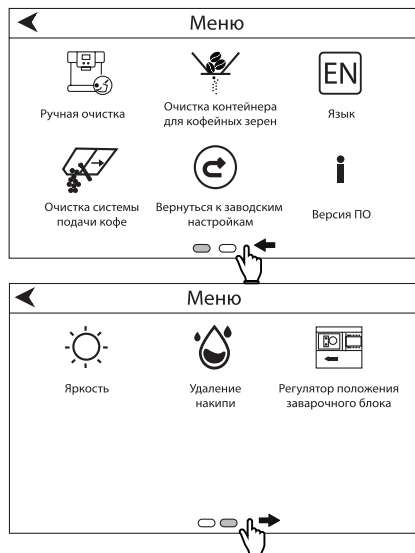 Меню
EN
Ручная очистка
Очистка контейнера
для кофейных зерен
Язык
Очистка системы
подачи кофе
Вернуться к заводским
настройкам
Версия ПО
Меню
Яркость
Удаление
накипи
Регулятор положения
заварочного блока